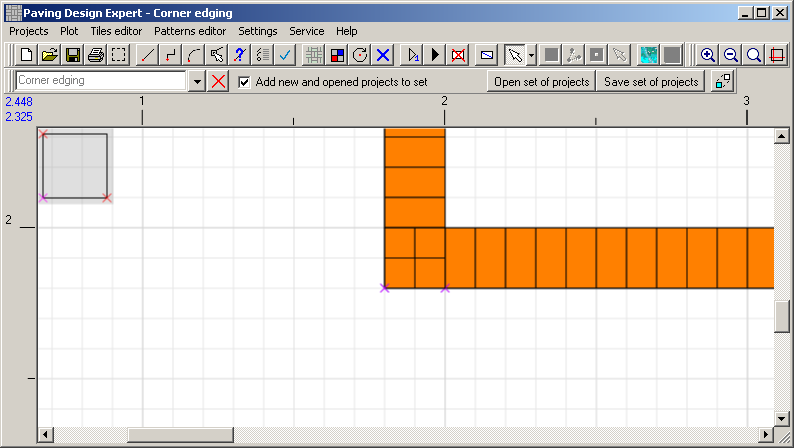 Paving Design Expert - Corner edging
Projects Plot Tiles editor Patterns editor Settings Service Help
Corner edging Add new and opened projects to set Open set of projects Save set of projects
2.448 1 2 3
2.325
2